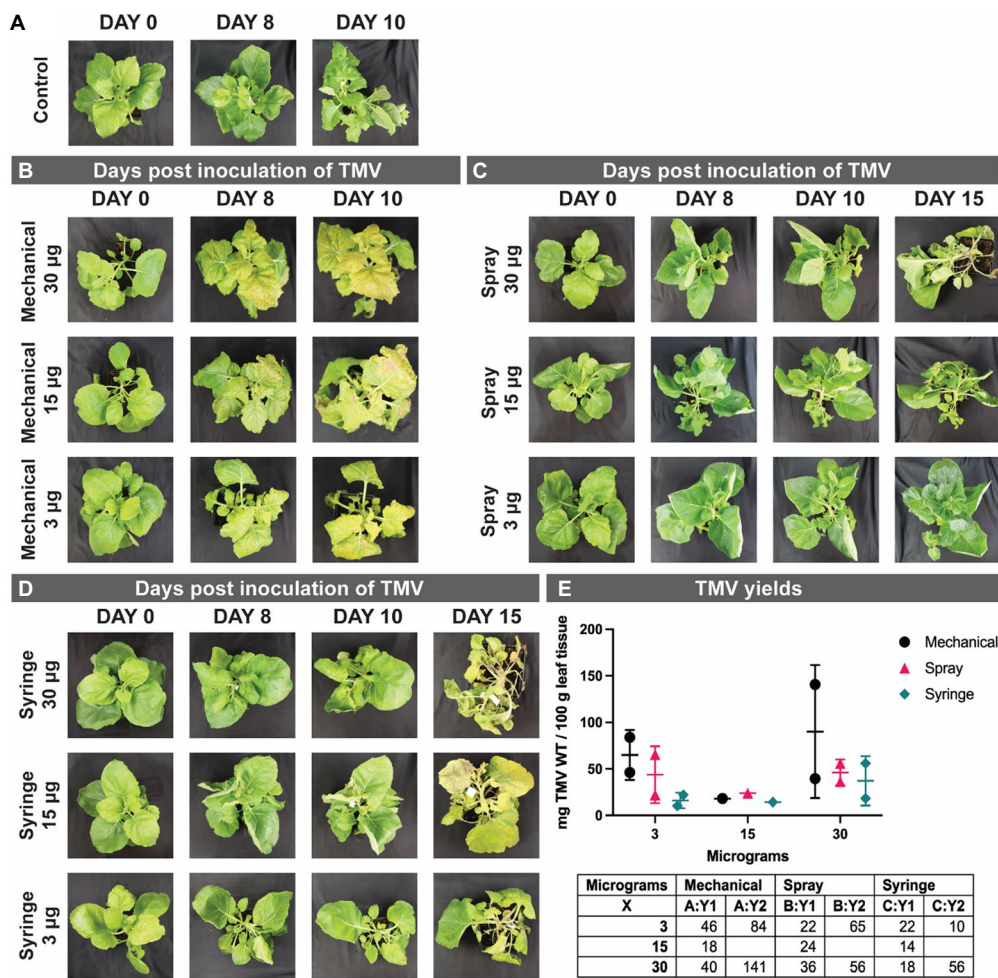 A
DAY 0 DAY 8 DAY 10
Control
B Days post inoculation of TMV
DAY 0 DAY 8 DAY 10
Mechanical
30 µg
Mechanical
15 µg
Mechanical
3 µg
C Days post inoculation of TMV
DAY 0 DAY 8 DAY 10 DAY 15
Spray
30 µg
Spray
15 µg
Spray
3 µg
D Days post inoculation of TMV
DAY 0 DAY 8 DAY 10 DAY 15
Syringe
30 µg
Syringe
15 µg
Syringe
3 µg
E TMV yields
mg TMV WT / 100 g leaf tissue
200
150
100
50
0
3 15 30
Micrograms
Mechanical
Spray
Syringe
Micrograms Mechanical Spray Syringe
X A:Y1 A:Y2 B:Y1 B:Y2 C:Y1 C:Y2
3 46 84 22 65 22 10
15 18 24 14
30 40 141 36 56 18 56